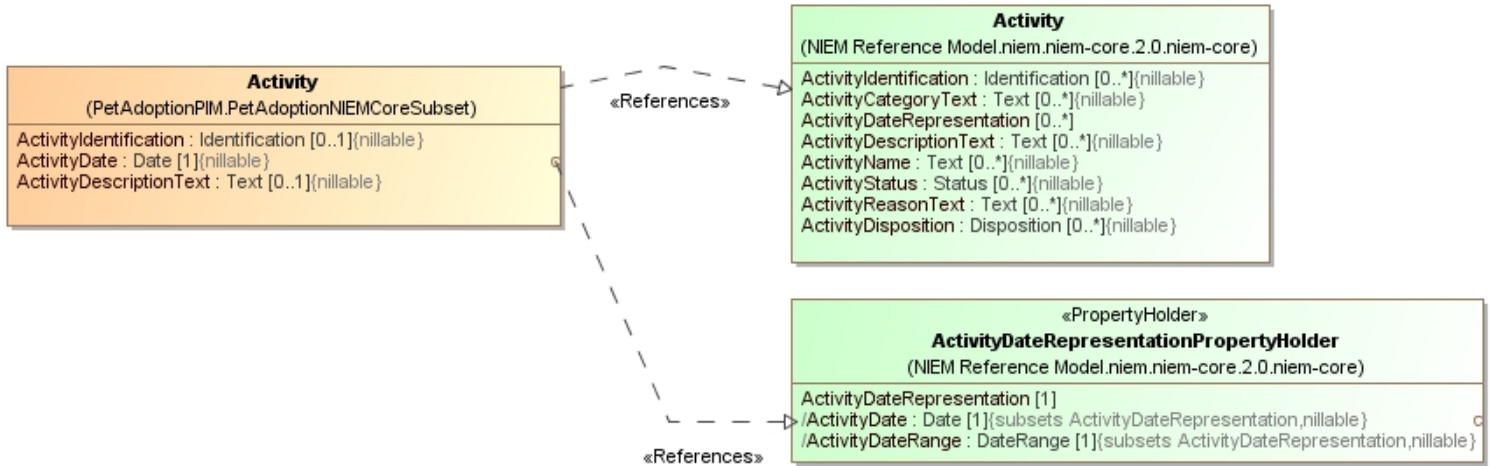 Activity
(PetAdoptionPIM.PetAdoptionNIEMCoreSubset)
ActivityIdentification : Identification [0..1]{nillable}
ActivityDate : Date [1]{nillable}
ActivityDescriptionText : Text [0..1]{nillable}
«References»
Activity
(NIEM Reference Model.niem.niem-core.2.0.niem-core)
ActivityIdentification : Identification [0..*]{nillable}
ActivityCategoryText : Text [0..*]{nillable}
ActivityDateRepresentation [0..*]
ActivityDescriptionText : Text [0..*]{nillable}
ActivityName : Text [0..*]{nillable}
ActivityStatus : Status [0..*]{nillable}
ActivityReasonText : Text [0..*]{nillable}
ActivityDisposition : Disposition [0..*]{nillable}
«References»
«PropertyHolder»
ActivityDateRepresentationPropertyHolder
(NIEM Reference Model.niem.niem-core.2.0.niem-core)
ActivityDateRepresentation [1]
/ActivityDate : Date [1]{subsets ActivityDateRepresentation,nillable}
/ActivityDateRange : DateRange [1]{subsets ActivityDateRepresentation,nillable}